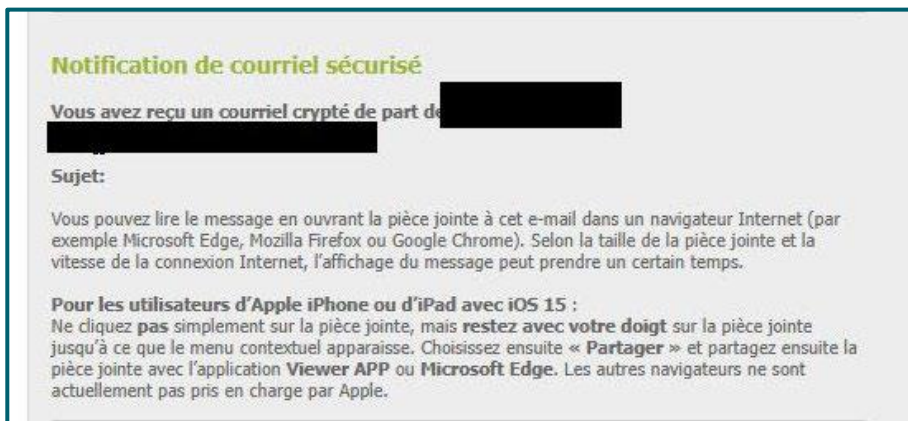 Notification de courriel sécurisé
Vous avez reçu un courriel crypté de part de
Sujet:
Vous pouvez lire le message en ouvrant la pièce jointe à cet e-mail dans un navigateur Internet (par
exemple Microsoft Edge, Mozilla Firefox ou Google Chrome). Selon la taille de la pièce jointe et la
vitesse de la connexion Internet, l'affichage du message peut prendre un certain temps.
Pour les utilisateurs d'Apple iPhone ou d'iPad avec iOS 15 :
Ne cliquez pas simplement sur la pièce jointe, mais restez avec votre doigt sur la pièce jointe
jusqu'à ce que le menu contextuel apparaisse. Choisissez ensuite « Partager » et partagez ensuite la
pièce jointe avec l'application Viewer APP ou Microsoft Edge. Les autres navigateurs ne sont
actuellement pas pris en charge par Apple.